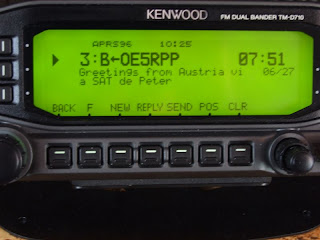 KENWOOD FM DUAL BANDER TM-D710
APRS96 10:25
3:B←OE5RPP 07:51
Greetings from Austria vi 06/27
a SAT de Peter
BACK F NEW REPLY SEND POS CLR